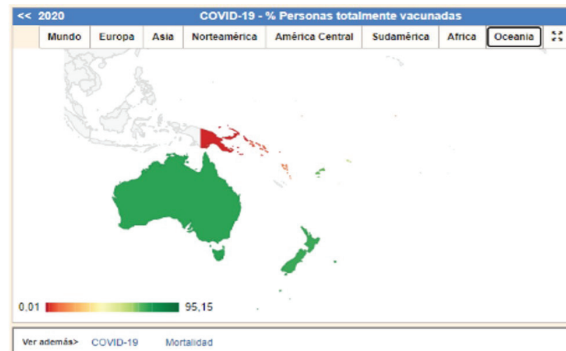 << 2020 COVID-19 - % Personas totalmente vacunadas
Mundo Europa Asia Norteamérica América Central Sudamérica Africa Oceania
0.01 95,15
Ver además> COVID-19 Mortalidad